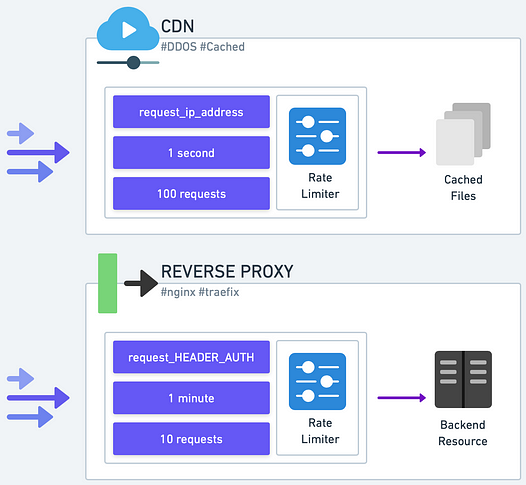 CDN
#DDOS #Cached
request_ip_address
1 second
100 requests
Rate
Limiter
Cached
Files
REVERSE PROXY
#nginx #traefix
request_HEADER_AUTH
1 minute
10 requests
Rate
Limiter
Backend
Resource